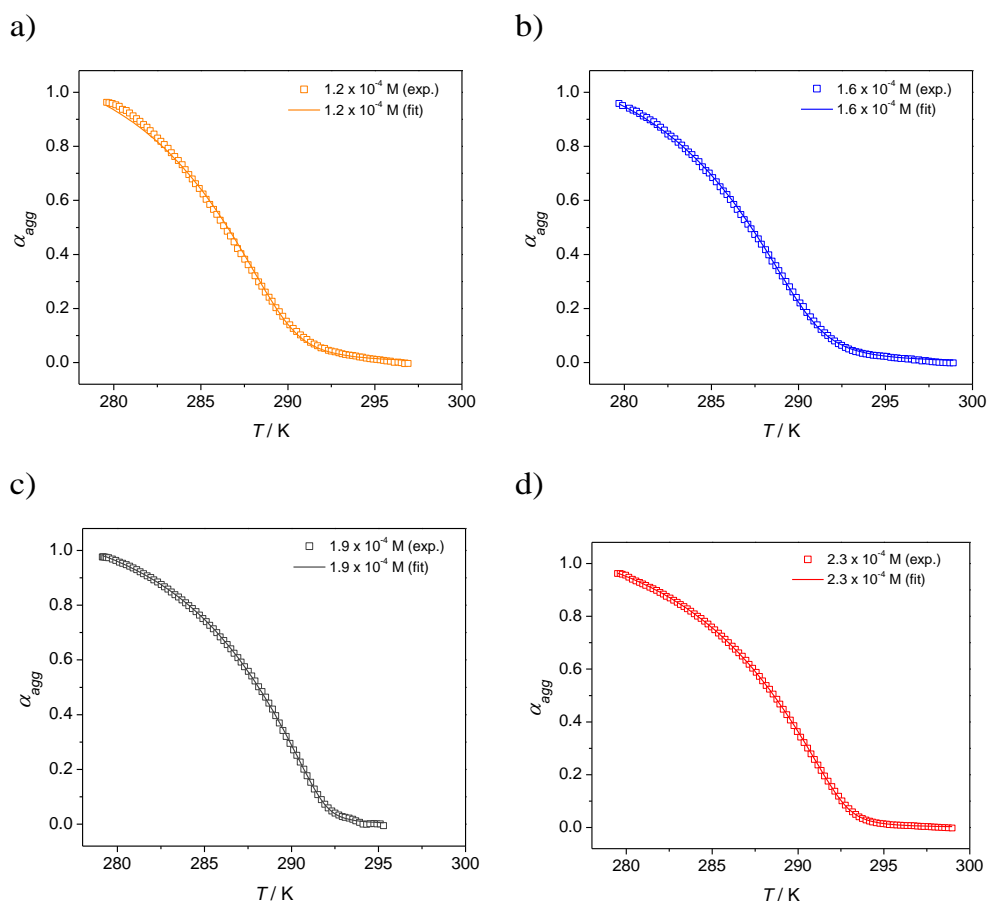 a)
1.2 x 10⁻⁴ M (exp.)
1.2 x 10⁻⁴ M (fit)
1.0
0.8
0.6
0.4
0.2
0.0
α_agg
280 285 290 295 300
T / K
b)
1.6 x 10⁻⁴ M (exp.)
1.6 x 10⁻⁴ M (fit)
1.0
0.8
0.6
0.4
0.2
0.0
α_agg
280 285 290 295 300
T / K
c)
1.9 x 10⁻⁴ M (exp.)
1.9 x 10⁻⁴ M (fit)
1.0
0.8
0.6
0.4
0.2
0.0
α_agg
280 285 290 295 300
T / K
d)
2.3 x 10⁻⁴ M (exp.)
2.3 x 10⁻⁴ M (fit)
1.0
0.8
0.6
0.4
0.2
0.0
α_agg
280 285 290 295 300
T / K